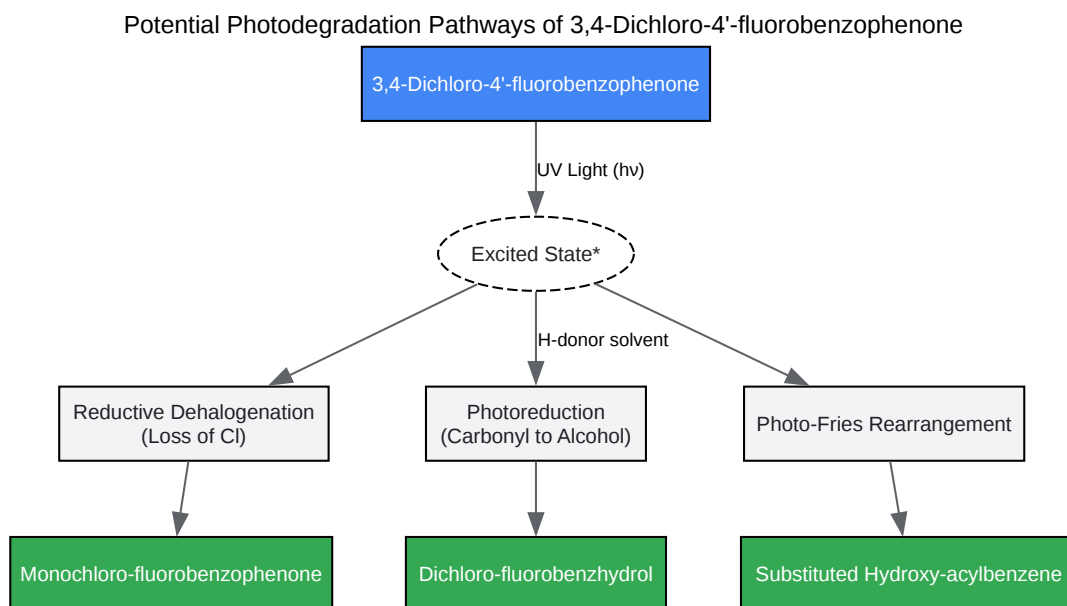 Potential Photodegradation Pathways of 3,4-Dichloro-4'-fluorobenzophenone
3,4-Dichloro-4'-fluorobenzophenone
UV Light (hν)
Excited State*
H-donor solvent
Reductive Dehalogenation
(Loss of Cl)
Photoreduction
(Carbonyl to Alcohol)
Photo-Fries Rearrangement
Monochloro-fluorobenzophenone
Dichloro-fluorobenzhydrol
Substituted Hydroxy-acylbenzene